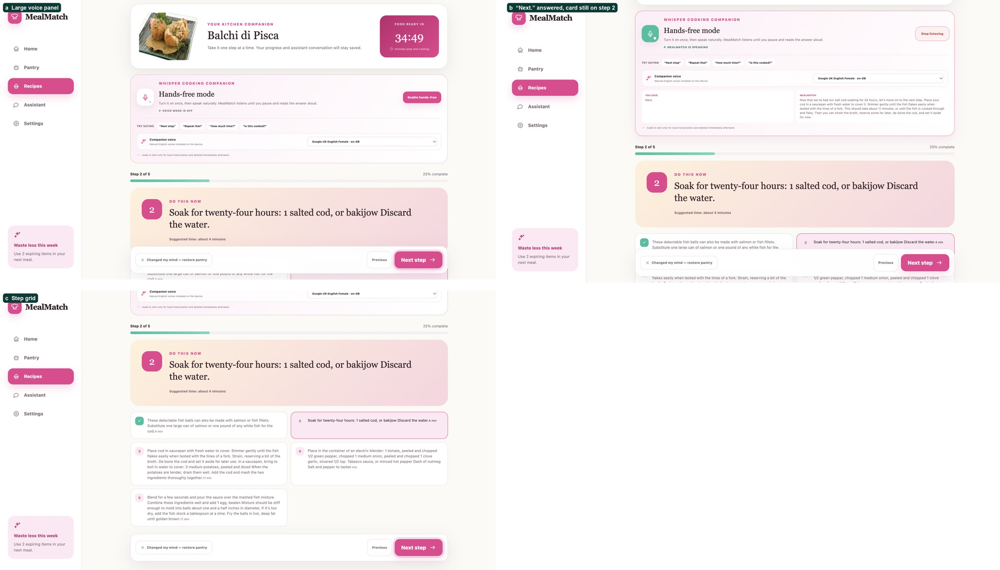 a Large voice panel
MealMatch
Home
Pantry
Recipes
Assistant
Settings
Waste less this week
Use 2 expiring items in your
next meal.
YOUR KITCHEN COMPANION
Balchi di Pisca
Take it one step at a time. Your progress and assistant conversation will stay saved.
FOOD READY IN
34:49
Includes prep and cooking
WHISPER COOKING COMPANION
Hands-free mode
Turn it on once, then speak naturally. MealMatch listens until you pause and reads the answer aloud.
VOICE MODE IS OFF
Enable hands-free
TRY SAYING "Next step" "Repeat that" "How much time?" "Is this cooked?"
Companion voice
Natural English voices installed on this device
Google UK English Female - en-GB
Audio is sent only for local transcription and deleted immediately afterward.
Step 2 of 5
25% complete
2
DO THIS NOW
Soak for twenty-four hours: 1 salted cod, or bakijow Discard
the water.
Suggested time: about 4 minutes
Changed my mind — restore pantry
Previous
Next step
Substitute one large can of salmon or one pound of any white fish for the
cod.4 min
b “Next.” answered, card still on step 2
MealMatch
Home
Pantry
Recipes
Assistant
Settings
Waste less this week
Use 2 expiring items in your
next meal.
WHISPER COOKING COMPANION
Hands-free mode
Turn it on once, then speak naturally. MealMatch listens until you pause and reads the answer aloud.
MEALMATCH IS SPEAKING
Stop listening
TRY SAYING "Next step" "Repeat that" "How much time?" "Is this cooked?"
Companion voice
Natural English voices installed on this device
Google UK English Female - en-GB
YOU SAID
Next.
MEALMATCH
Now that we've had our salt cod soaking for 24 hours, let's move on to the next step. Place your
cod in a saucepan with fresh water to cover it. Simmer gently until the fish flakes easily when
tested with the tines of a fork. This should take about 11 minutes, or until the fish is cooked through
and flaky. Then you can strain the broth, reserve some for later, de-bone the cod, and set it aside
for now.
Audio is sent only for local transcription and deleted immediately afterward.
Step 2 of 5
25% complete
2
DO THIS NOW
Soak for twenty-four hours: 1 salted cod, or bakijow Discard
the water.
Suggested time: about 4 minutes
These delectable fish balls can also be made with salmon or fish fillets.
Substitute one large can of salmon or one pound of any white fish for the
2 Soak for twenty-four hours: 1 salted cod, or bakijow Discard the water.4 min
Changed my mind — restore pantry
Previous
Next step
flakes easily when tested with the tines of a fork. Strain, reserving a bit of the
1/2 green pepper, chopped 1 medium onion, peeled and chopped 1 clove
c Step grid
MealMatch
Home
Pantry
Recipes
Assistant
Settings
Waste less this week
Use 2 expiring items in your
next meal.
Companion voice
Natural English voices installed on this device
Google UK English Female - en-GB
Audio is sent only for local transcription and deleted immediately afterward.
Step 2 of 5
25% complete
2
DO THIS NOW
Soak for twenty-four hours: 1 salted cod, or bakijow Discard
the water.
Suggested time: about 4 minutes
These delectable fish balls can also be made with salmon or fish fillets.
Substitute one large can of salmon or one pound of any white fish for the
cod.4 min
2 Soak for twenty-four hours: 1 salted cod, or bakijow Discard the water.4 min
3 Place cod in saucepan with fresh water to cover. Simmer gently until the fish
flakes easily when tested with the tines of a fork. Strain, reserving a bit of the
broth. De bone the cod and set it aside for later use. In a saucepan, bring to
boil in water to cover: 3 medium potatoes, peeled and diced When the
potatoes are tender, drain them well. Add the cod and mash the two
ingredients thoroughly together.11 min
4 Place in the container of an electric blender: 1 tomato, peeled and chopped
1/2 green pepper, chopped 1 medium onion, peeled and chopped 1 clove
garlic, slivered 1/2 tsp. Tabasco sauce, or minced hot pepper Dash of nutmeg
Salt and pepper to taste6 min
5 Blend for a few seconds and pour the sauce over the mashed fish mixture.
Combine these ingredients well and add 1 egg, beaten Mixture should be stiff
enough to mold into balls about one and a half inches in diameter, If it's too
dry, add the fish stock a tablespoon at a time. Fry the balls in hot, deep fat
until golden brown.11 min
Changed my mind — restore pantry
Previous
Next step